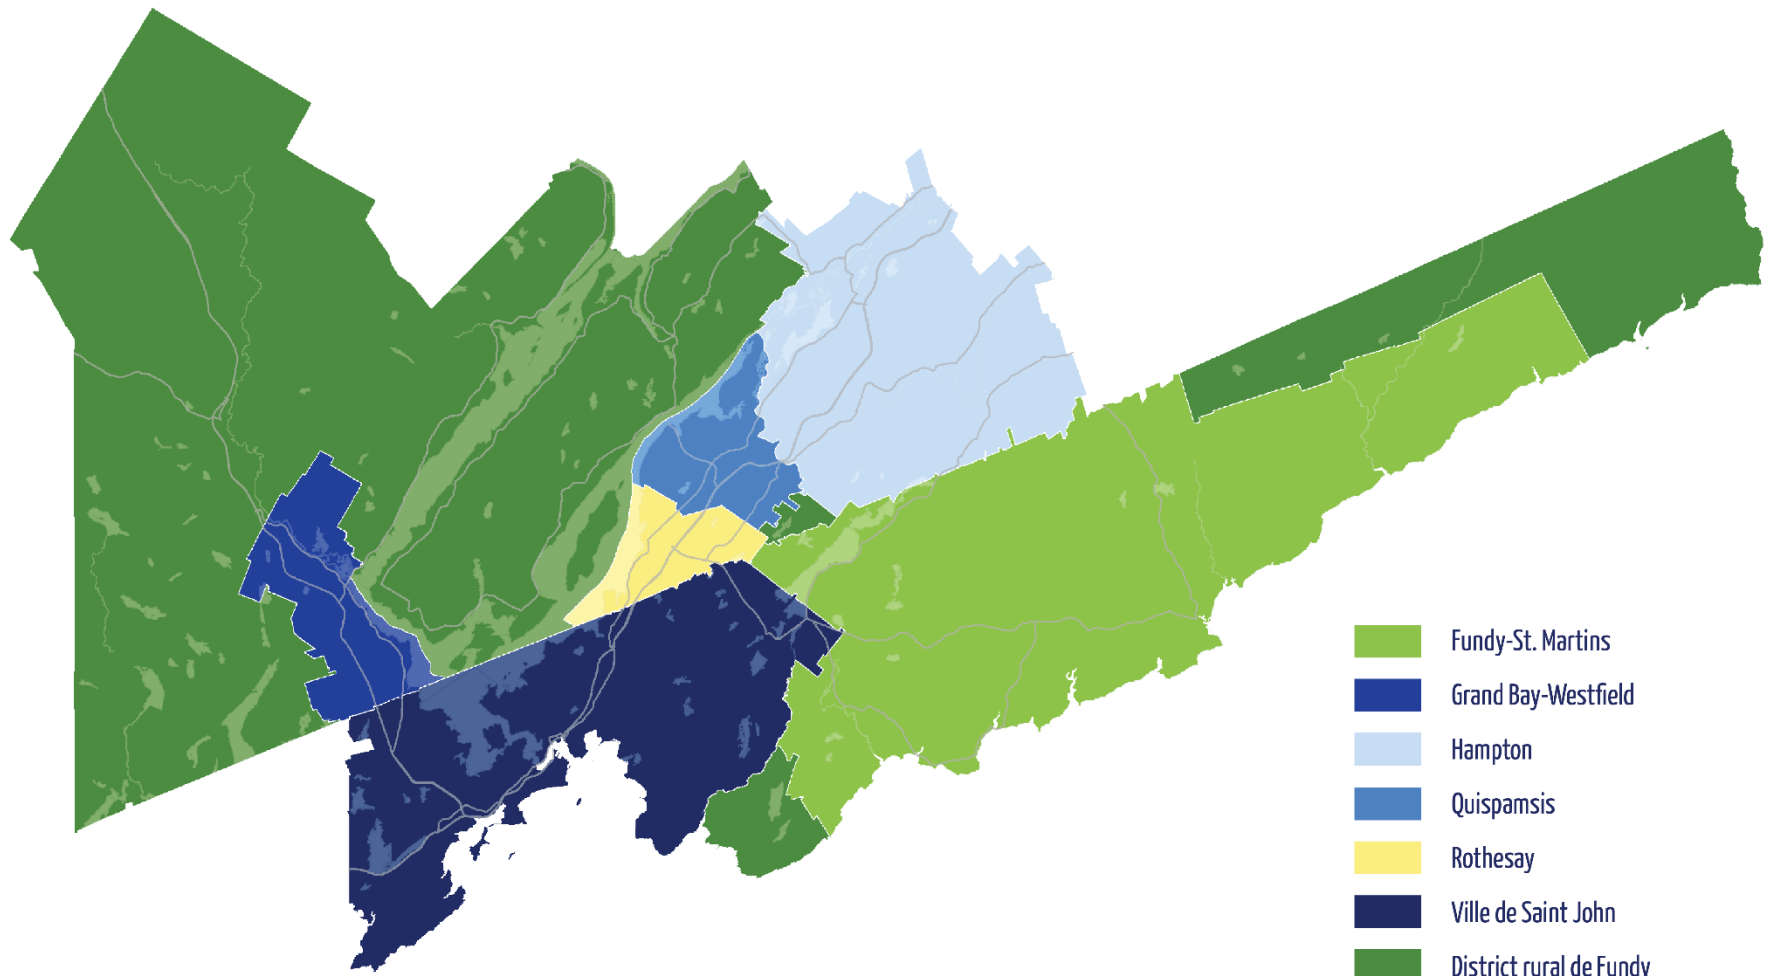 Fundy-St. Martins
Grand Bay-Westfield
Hampton
Quispamsis
Rothesay
Ville de Saint John
District rural de Fundy